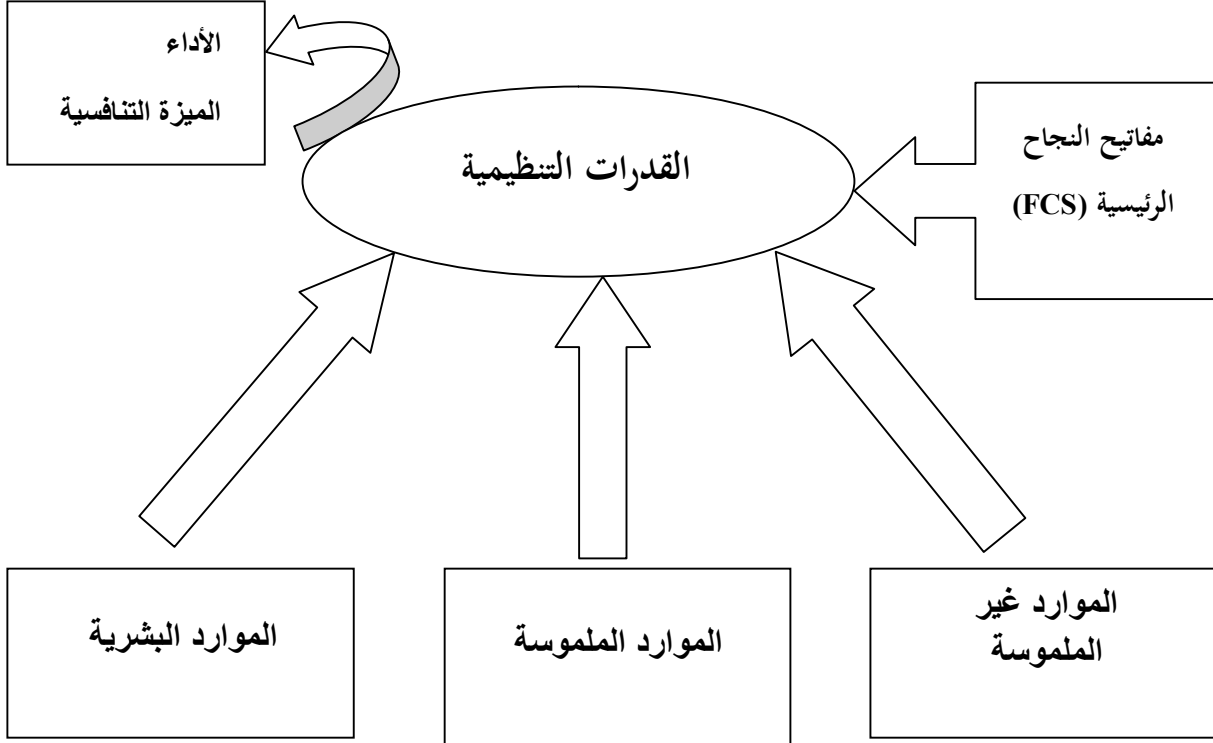 الأداء
الميزة التنافسية
القدرات التنظيمية
مفاتيح النجاح
الرئيسية (FCS)
الموارد غير
الملموسة
الموارد الملموسة
الموارد البشرية